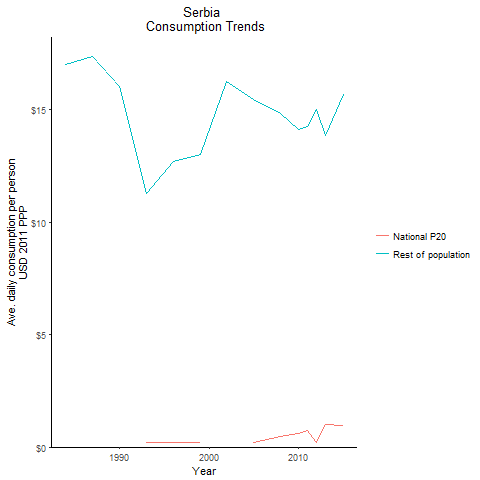 Serbia
Consumption Trends
Ave. daily consumption per person
USD 2011 PPP
$15
$10
$5
$0
1990
2000
2010
Year
National P20
Rest of population